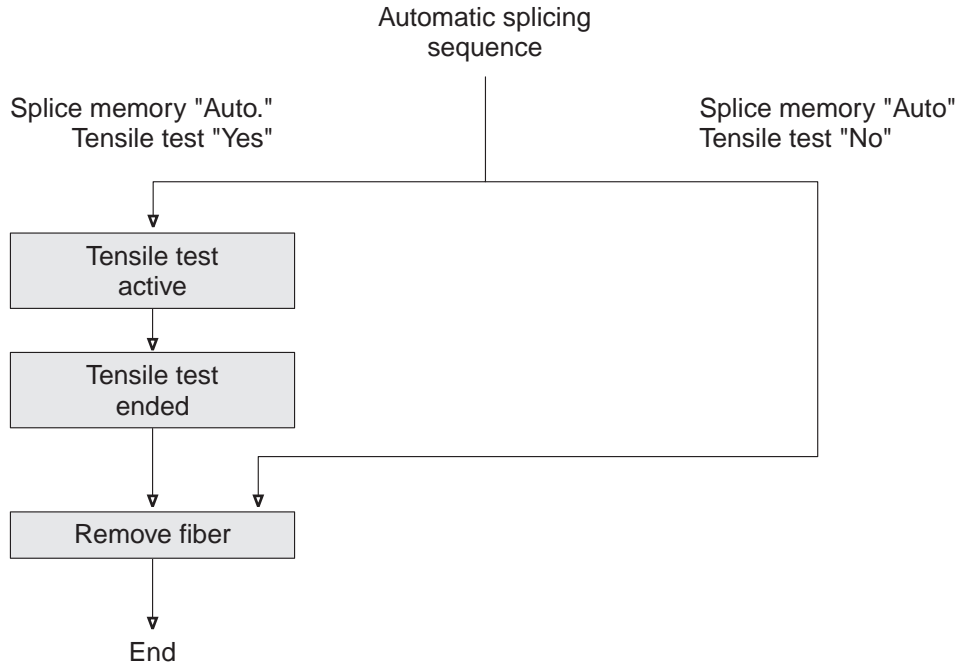 Automatic splicing
sequence
Splice memory "Auto."
Tensile test "Yes"
Splice memory "Auto"
Tensile test "No"
Tensile test
active
Tensile test
ended
Remove fiber
End